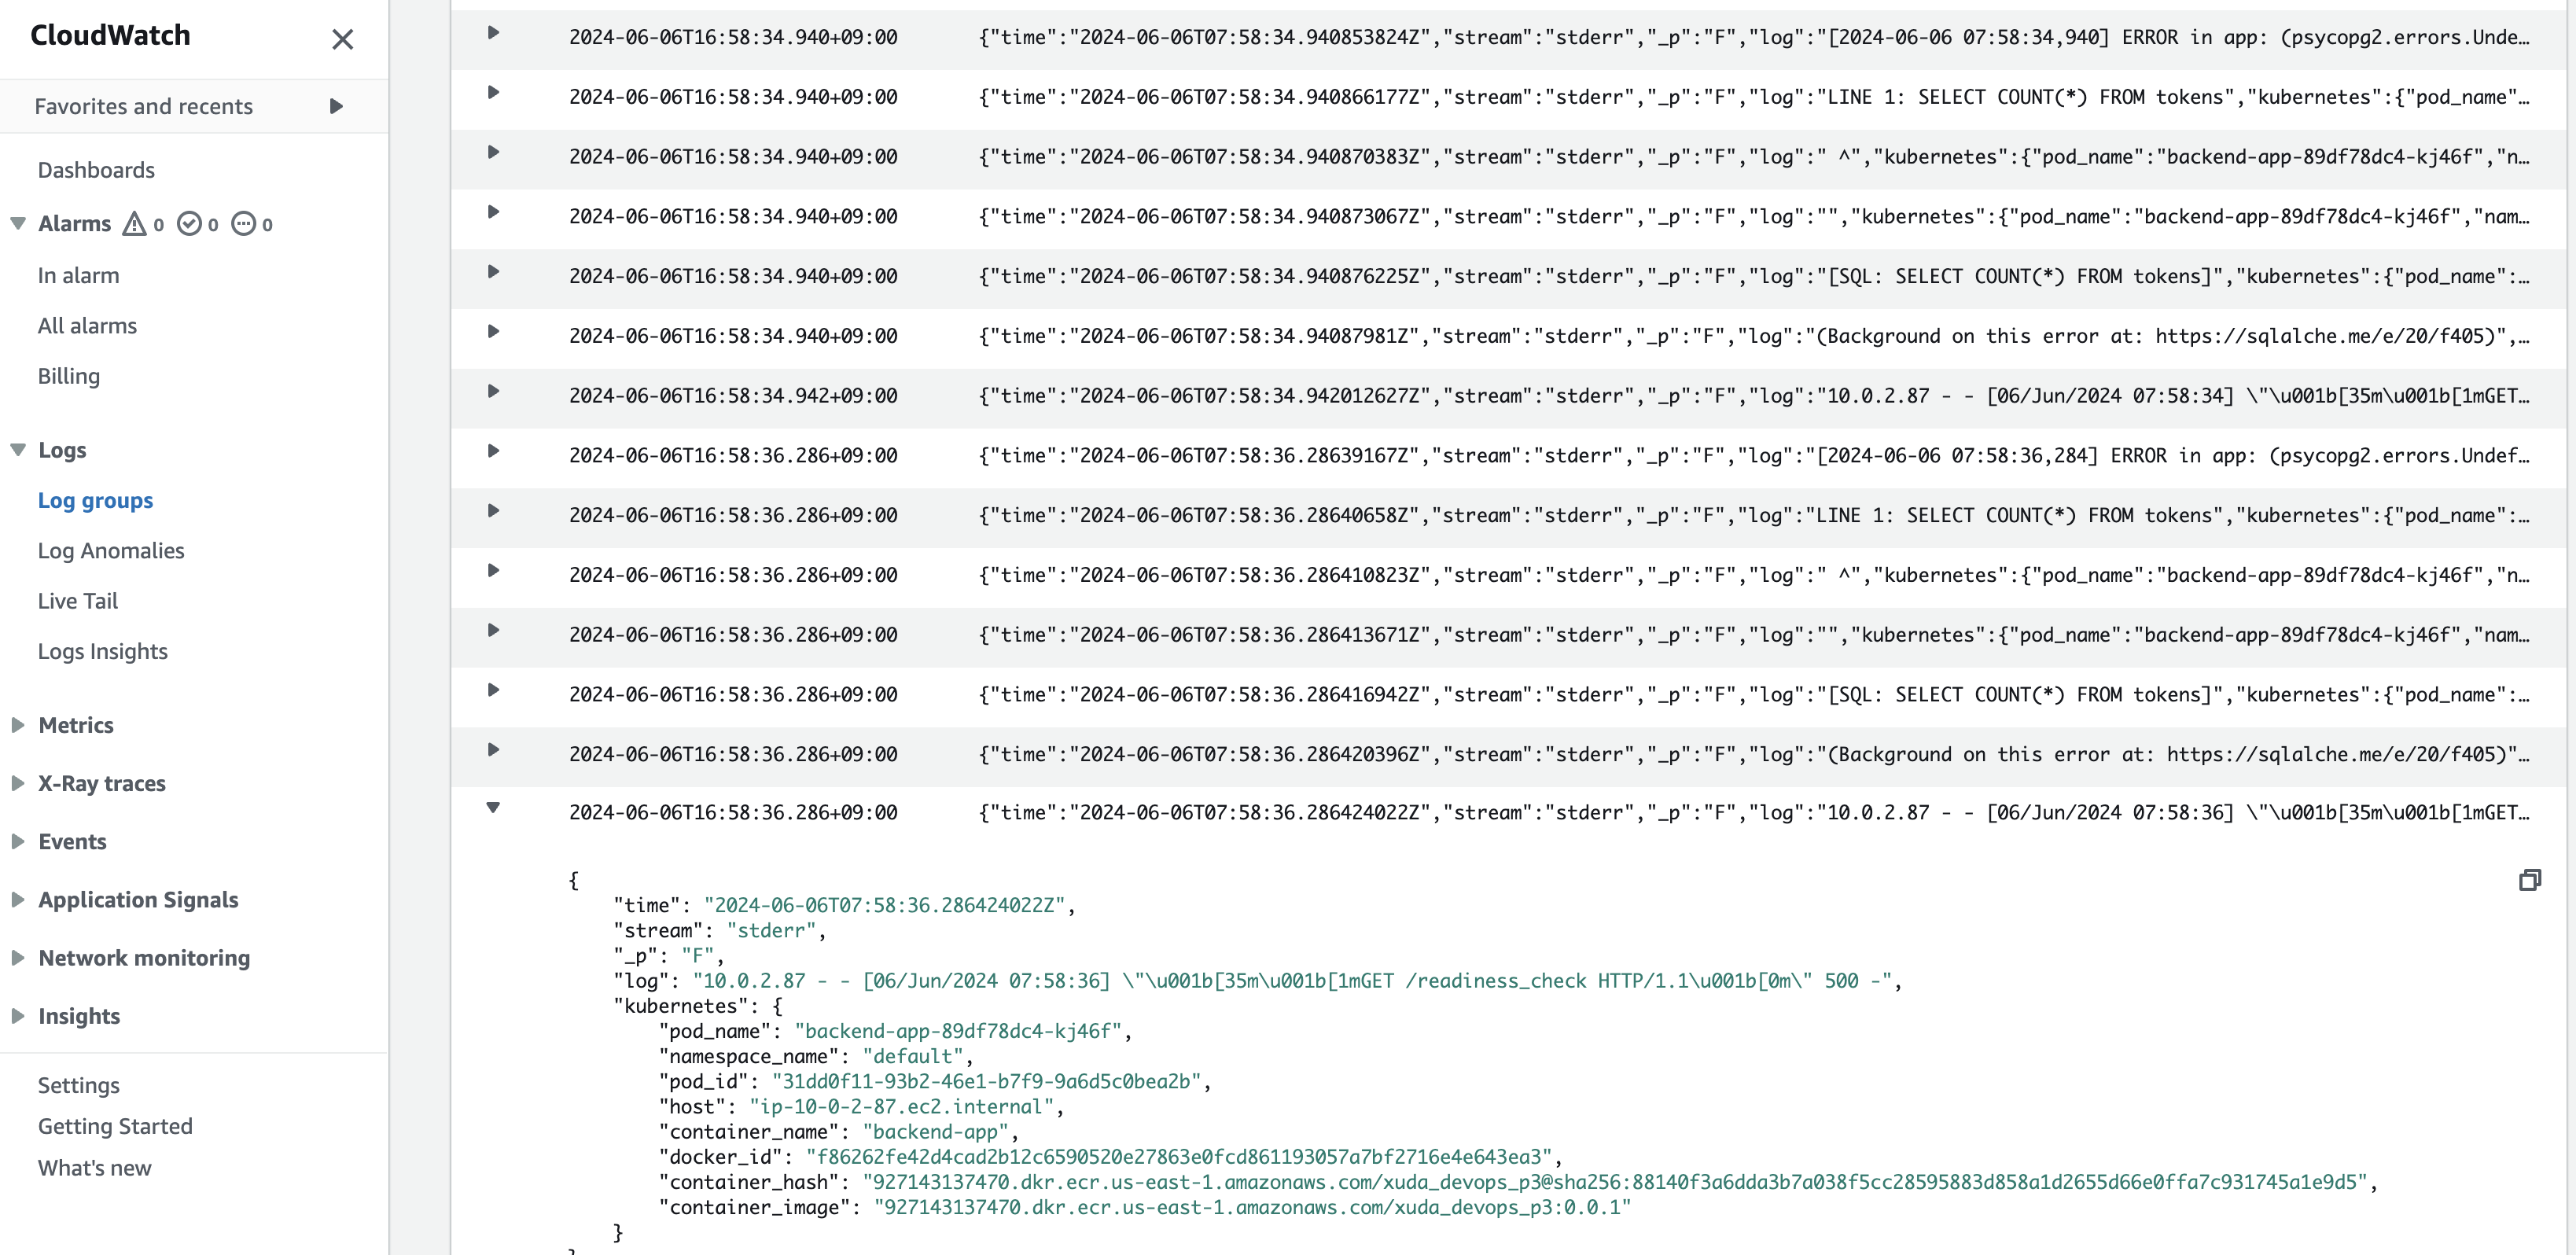 CloudWatch
Favorites and recents
Dashboards
Alarms 0 0 0
In alarm
All alarms
Billing
Logs
Log groups
Log Anomalies
Live Tail
Logs Insights
Metrics
X-Ray traces
Events
Application Signals
Network monitoring
Insights
Settings
Getting Started
What's new
2024-06-06T16:58:34.940+09:00 {"time":"2024-06-06T07:58:34.940853824Z","stream":"stderr","_p":"F","log":"[2024-06-06 07:58:34,940] ERROR in app: (psycopg2.errors.Unde…
2024-06-06T16:58:34.940+09:00 {"time":"2024-06-06T07:58:34.940866177Z","stream":"stderr","_p":"F","log":"LINE 1: SELECT COUNT(*) FROM tokens","kubernetes":{"pod_name"…
2024-06-06T16:58:34.940+09:00 {"time":"2024-06-06T07:58:34.940870383Z","stream":"stderr","_p":"F","log":" ^","kubernetes":{"pod_name":"backend-app-89df78dc4-kj46f","n…
2024-06-06T16:58:34.940+09:00 {"time":"2024-06-06T07:58:34.940873067Z","stream":"stderr","_p":"F","log":"","kubernetes":{"pod_name":"backend-app-89df78dc4-kj46f","nam…
2024-06-06T16:58:34.940+09:00 {"time":"2024-06-06T07:58:34.940876225Z","stream":"stderr","_p":"F","log":"[SQL: SELECT COUNT(*) FROM tokens]","kubernetes":{"pod_name":…
2024-06-06T16:58:34.940+09:00 {"time":"2024-06-06T07:58:34.94087981Z","stream":"stderr","_p":"F","log":"(Background on this error at: https://sqlalche.me/e/20/f405)",…
2024-06-06T16:58:34.942+09:00 {"time":"2024-06-06T07:58:34.942012627Z","stream":"stderr","_p":"F","log":"10.0.2.87 - - [06/Jun/2024 07:58:34] \"\u001b[35m\u001b[1mGET…
2024-06-06T16:58:36.286+09:00 {"time":"2024-06-06T07:58:36.28639167Z","stream":"stderr","_p":"F","log":"[2024-06-06 07:58:36,284] ERROR in app: (psycopg2.errors.Undef…
2024-06-06T16:58:36.286+09:00 {"time":"2024-06-06T07:58:36.28640658Z","stream":"stderr","_p":"F","log":"LINE 1: SELECT COUNT(*) FROM tokens","kubernetes":{"pod_name":…
2024-06-06T16:58:36.286+09:00 {"time":"2024-06-06T07:58:36.286410823Z","stream":"stderr","_p":"F","log":" ^","kubernetes":{"pod_name":"backend-app-89df78dc4-kj46f","n…
2024-06-06T16:58:36.286+09:00 {"time":"2024-06-06T07:58:36.286413671Z","stream":"stderr","_p":"F","log":"","kubernetes":{"pod_name":"backend-app-89df78dc4-kj46f","nam…
2024-06-06T16:58:36.286+09:00 {"time":"2024-06-06T07:58:36.286416942Z","stream":"stderr","_p":"F","log":"[SQL: SELECT COUNT(*) FROM tokens]","kubernetes":{"pod_name":…
2024-06-06T16:58:36.286+09:00 {"time":"2024-06-06T07:58:36.286420396Z","stream":"stderr","_p":"F","log":"(Background on this error at: https://sqlalche.me/e/20/f405)"…
2024-06-06T16:58:36.286+09:00 {"time":"2024-06-06T07:58:36.286424022Z","stream":"stderr","_p":"F","log":"10.0.2.87 - - [06/Jun/2024 07:58:36] \"\u001b[35m\u001b[1mGET…
{
"time": "2024-06-06T07:58:36.286424022Z",
"stream": "stderr",
"_p": "F",
"log": "10.0.2.87 - - [06/Jun/2024 07:58:36] \"\u001b[35m\u001b[1mGET /readiness_check HTTP/1.1\u001b[0m\" 500 -",
"kubernetes": {
"pod_name": "backend-app-89df78dc4-kj46f",
"namespace_name": "default",
"pod_id": "31dd0f11-93b2-46e1-b7f9-9a6d5c0bea2b",
"host": "ip-10-0-2-87.ec2.internal",
"container_name": "backend-app",
"docker_id": "f86262fe42d4cad2b12c6590520e27863e0fcd861193057a7bf2716e4e643ea3",
"container_hash": "927143137470.dkr.ecr.us-east-1.amazonaws.com/xuda_devops_p3@sha256:88140f3a6dda3b7a038f5cc28595883d858a1d2655d66e0ffa7c931745a1e9d5",
"container_image": "927143137470.dkr.ecr.us-east-1.amazonaws.com/xuda_devops_p3:0.0.1"
}
}